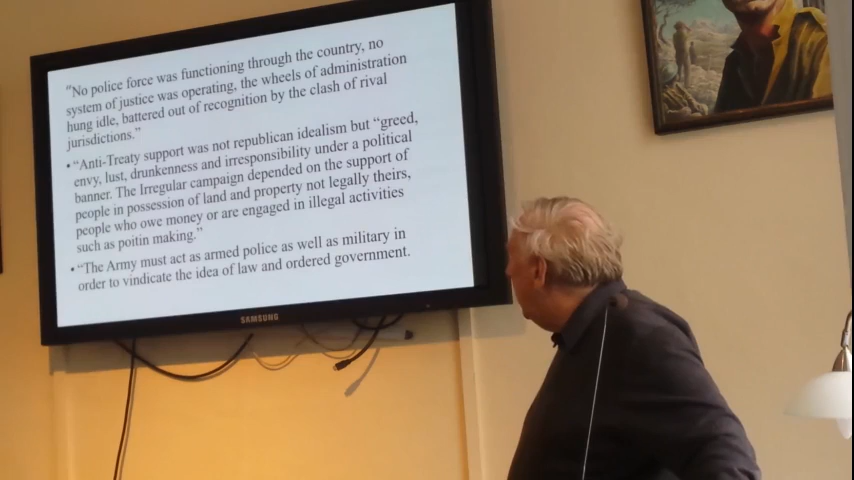 "No police force was functioning through the country, no
system of justice was operating, the wheels of administration
hung idle, battered out of recognition by the clash of rival
jurisdictions."
• "Anti-Treaty support was not republican idealism but "greed,
envy, lust, drunkenness and irresponsibility under a political
banner. The Irregular campaign depended on the support of
people in possession of land and property not legally theirs,
people who owe money or are engaged in illegal activities
such as poitin making."
• "The Army must act as armed police as well as military in
order to vindicate the idea of law and ordered government.
SAMSUNG